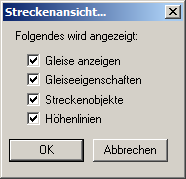 Streckenansicht...
Folgendes wird angezeigt:
Gleise anzeigen
Gleiseeigenschaften
Streckenobjekte
Höhenlinien
OK Abbrechen